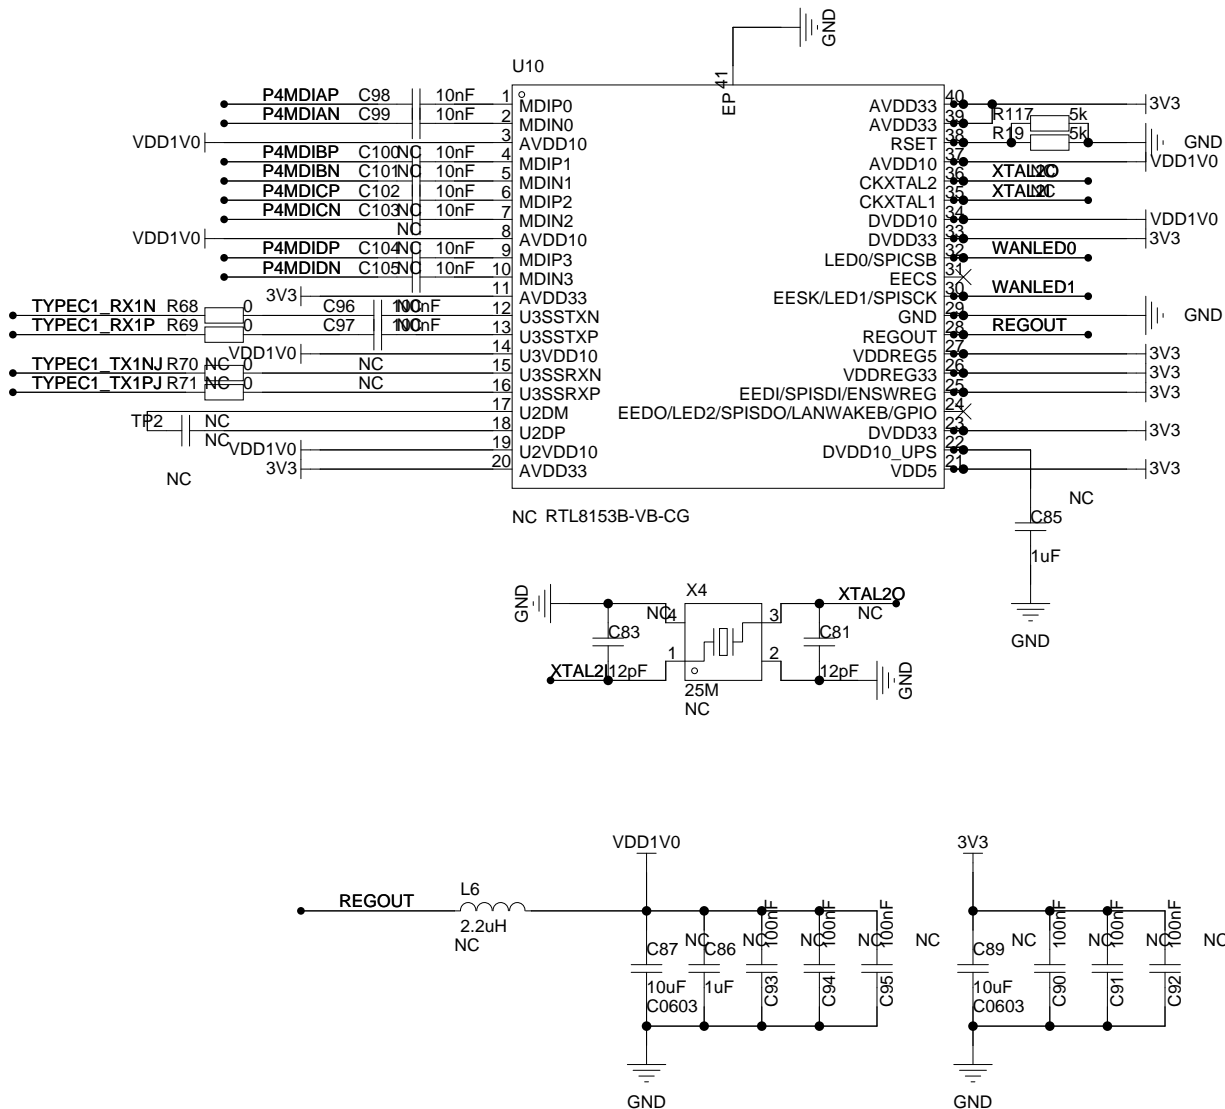 GND
U10
41
EP
P4MDIAP C98 10nF 1 MDIP0
P4MDIAN C99 10nF 2 MDIN0
VDD1V0 3 AVDD10
P4MDIBP C100 NC 10nF 4 MDIP1
P4MDIBN C101 NC 10nF 5 MDIN1
P4MDICP C102 10nF 6 MDIP2
P4MDICN C103 NC 10nF 7 MDIN2
NC
VDD1V0 8 AVDD10
P4MDIDP C104 NC 10nF 9 MDIP3
P4MDIDN C105 NC 10nF 10 MDIN3
3V3 11 AVDD33
TYPEC1_RX1N R68 0 C96 12 U3SSTXN
TYPEC1_RX1P R69 0 C97 13 U3SSTXP
VDD1V0 14 U3VDD10
TYPEC1_TX1NJ R70 NC 0 NC 15 U3SSRXN
TYPEC1_TX1PJ R71 NC 0 NC 16 U3SSRXP
17 U2DM
TP2 NC 18 U2DP
NC VDD1V0 19 U2VDD10
3V3 20 AVDD33
NC
40 AVDD33 3V3
39 AVDD33 R117 5k
38 RSET R19 5k GND
37 AVDD10 VDD1V0
36 CKXTAL2 XTAL2O NC
35 CKXTAL1 XTAL2I NC
34 DVDD10 VDD1V0
33 DVDD33 3V3
32 LED0/SPICSB WANLED0
31 EECS
30 EESK/LED1/SPISCK WANLED1
29 GND GND
28 REGOUT REGOUT
27 VDDREG5 3V3
26 VDDREG33 3V3
25 EEDI/SPISDI/ENSWREG 3V3
24 EEDO/LED2/SPISDO/LANWAKEB/GPIO
23 DVDD33 3V3
22 DVDD10_UPS
21 VDD5 3V3
NC RTL8153B-VB-CG
NC
C85
1uF
GND
X4
GND NC 4 3 XTAL2O
NC
C83 C81
1 2
XTAL2I 12pF 12pF GND
25M
NC
VDD1V0 3V3
REGOUT L6
2.2uH
NC
C87 NC C86 NC 100nF NC 100nF NC 100nF NC
10uF 1uF C93 C94 C95
C0603
GND
C89 NC 100nF NC 100nF NC 100nF NC
10uF C90 C91 C92
C0603
GND